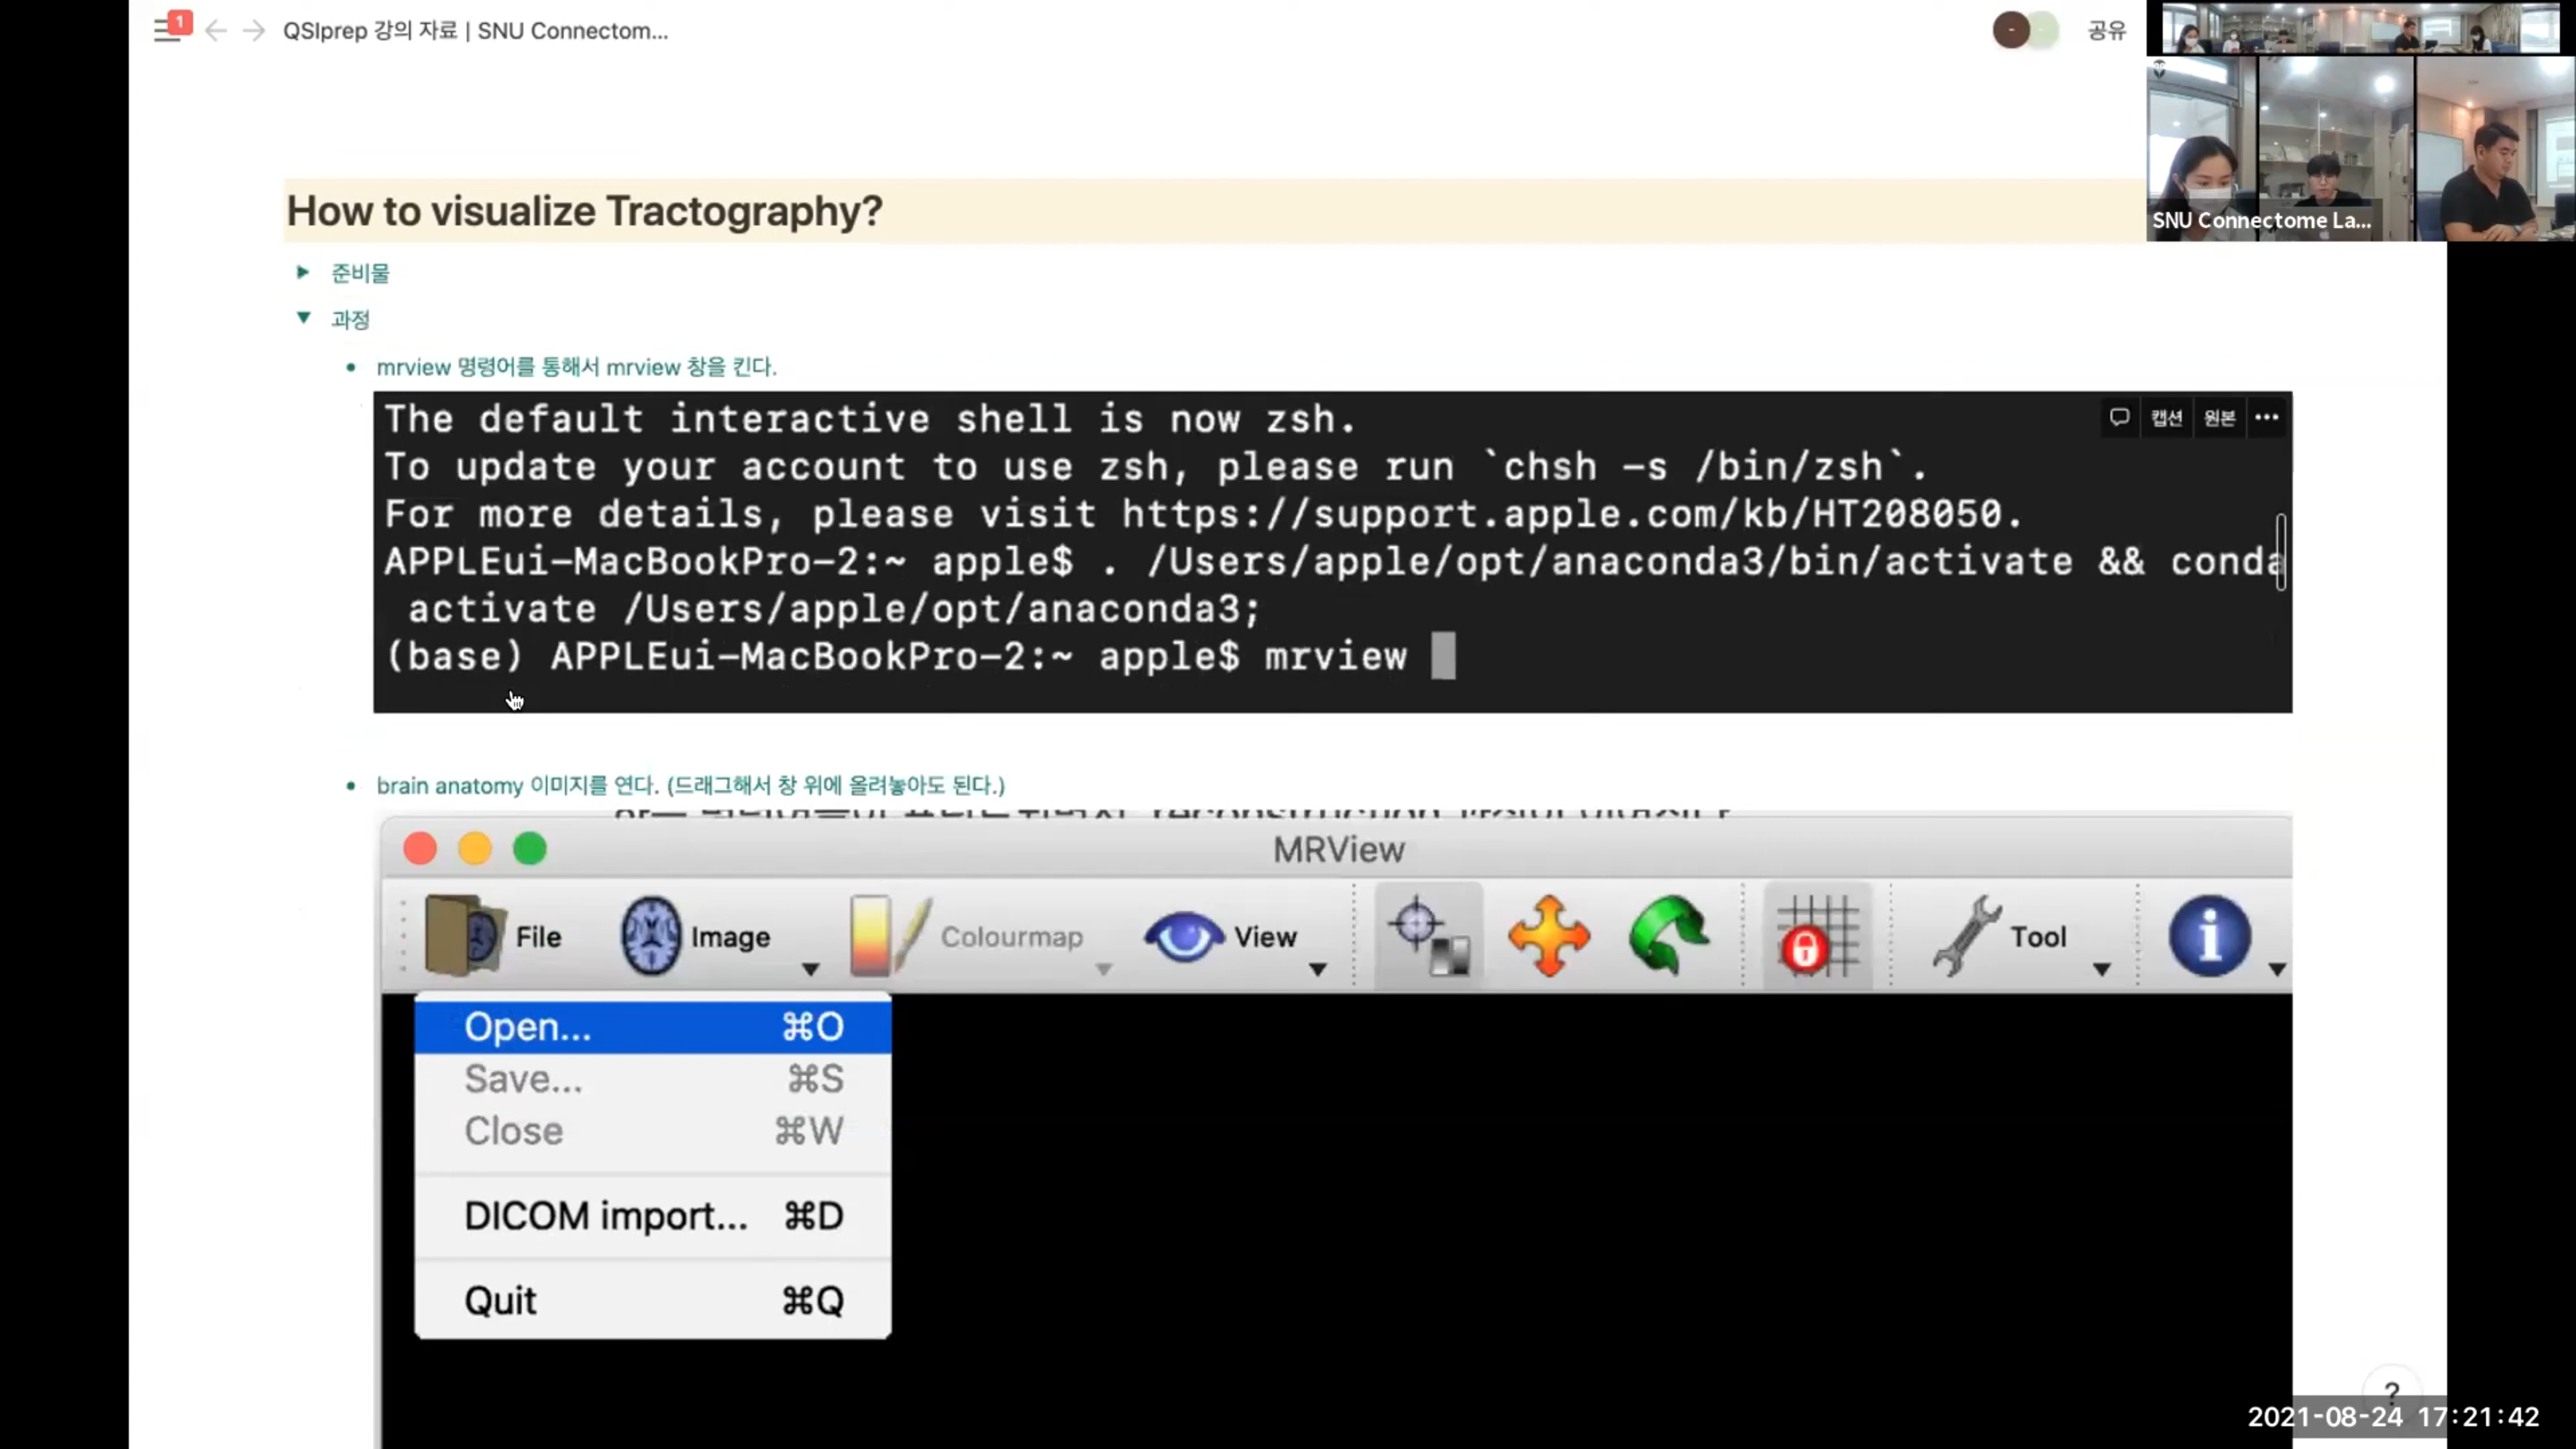 1
QSIprep 강의 자료 | SNU Connectom...
공유
SNU Connectome La...
How to visualize Tractography?
준비물
과정
mrview 명령어를 통해서 mrview 창을 킨다.
캡션 원본
The default interactive shell is now zsh.
To update your account to use zsh, please run `chsh -s /bin/zsh`.
For more details, please visit https://support.apple.com/kb/HT208050.
APPLEui-MacBookPro-2:~ apple$ . /Users/apple/opt/anaconda3/bin/activate && conda
activate /Users/apple/opt/anaconda3;
(base) APPLEui-MacBookPro-2:~ apple$ mrview
brain anatomy 이미지를 연다. (드래그해서 창 위에 올려놓아도 된다.)
MRView
File Image Colourmap View Tool
Open... ⌘O
Save... ⌘S
Close ⌘W
DICOM import... ⌘D
Quit ⌘Q
?
2021-08-24 17:21:42